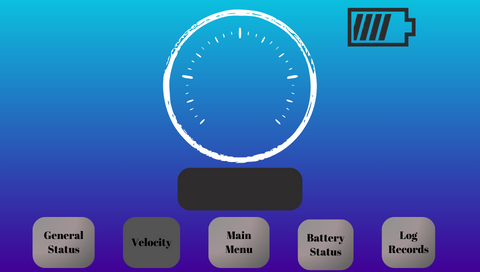 General
Status
Velocity
Main
Menu
Battery
Status
Log
Records